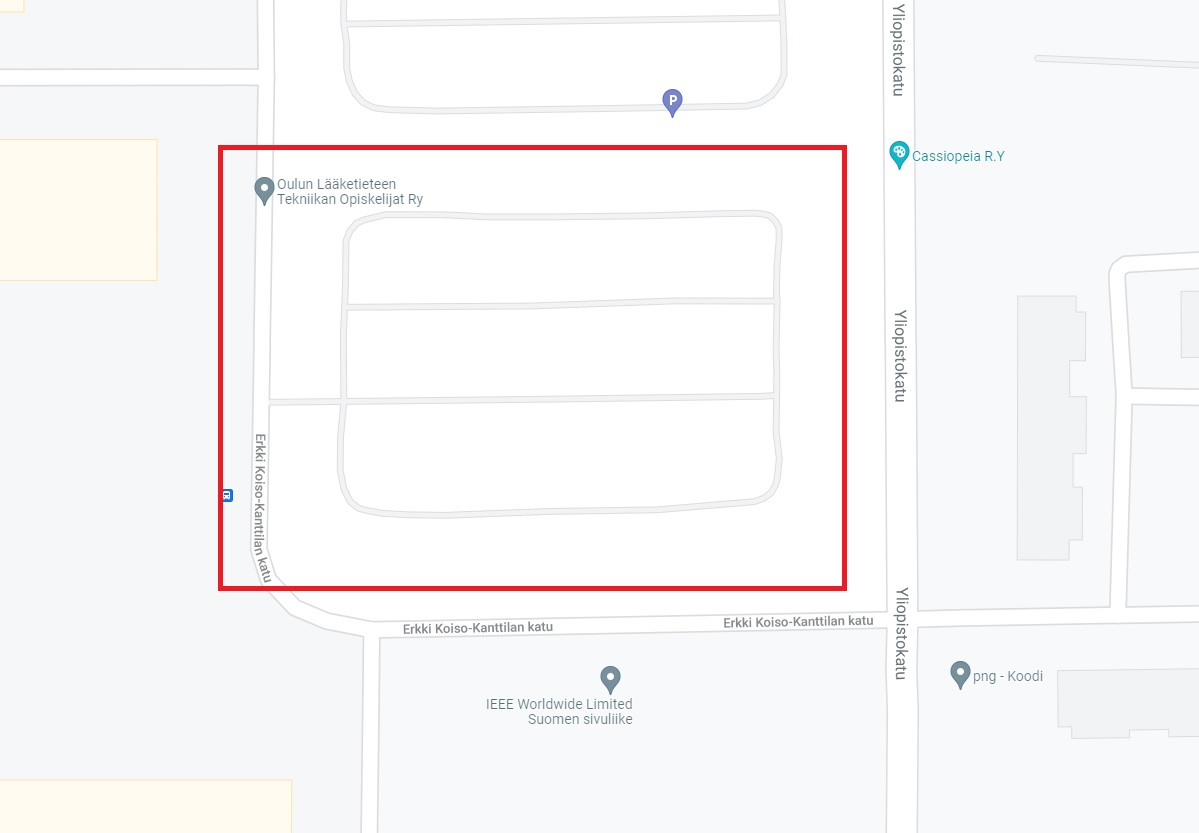 Yliopistokatu
P
Cassiopeia R.Y
Oulun Lääketieteen
Tekniikan Opiskelijat Ry
Yliopistokatu
Erkki Koiso-Kanttilan katu
Erkki Koiso-Kanttilan katu
Erkki Koiso-Kanttilan katu
Yliopistokatu
png - Koodi
IEEE Worldwide Limited
Suomen sivuliike